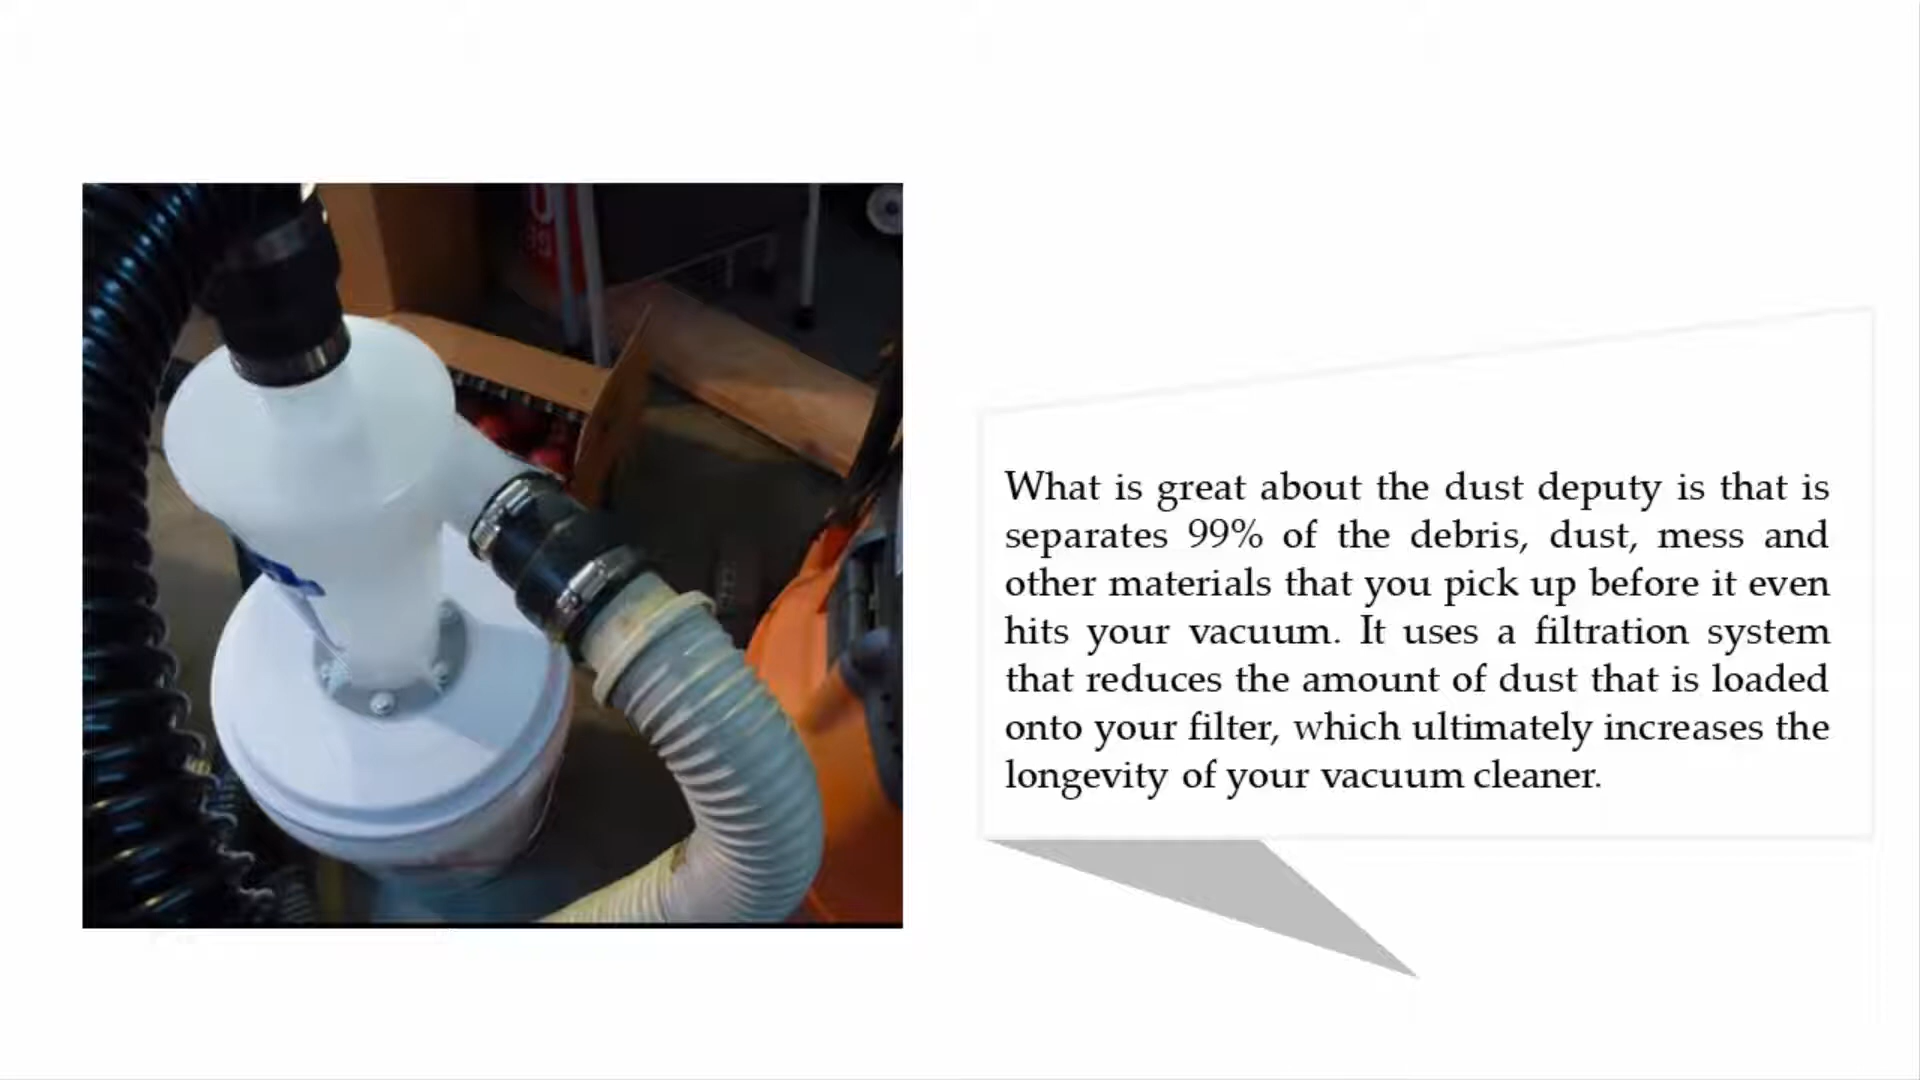 What is great about the dust deputy is that is
separates 99% of the debris, dust, mess and
other materials that you pick up before it even
hits your vacuum. It uses a filtration system
that reduces the amount of dust that is loaded
onto your filter, which ultimately increases the
longevity of your vacuum cleaner.